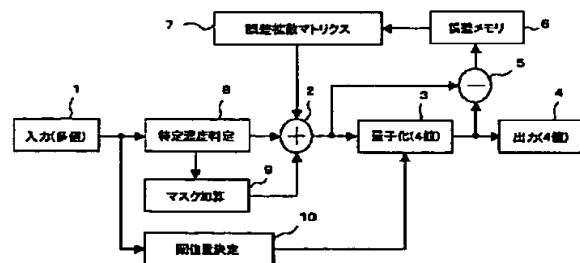 7 誤差拡散マトリクス
誤差メモリ 6
5
1 8 2 3 4
入力(多値)
特定濃度判定
+
量子化(4値)
出力(4値)
−
9
マスク加算
10
閾値量決定